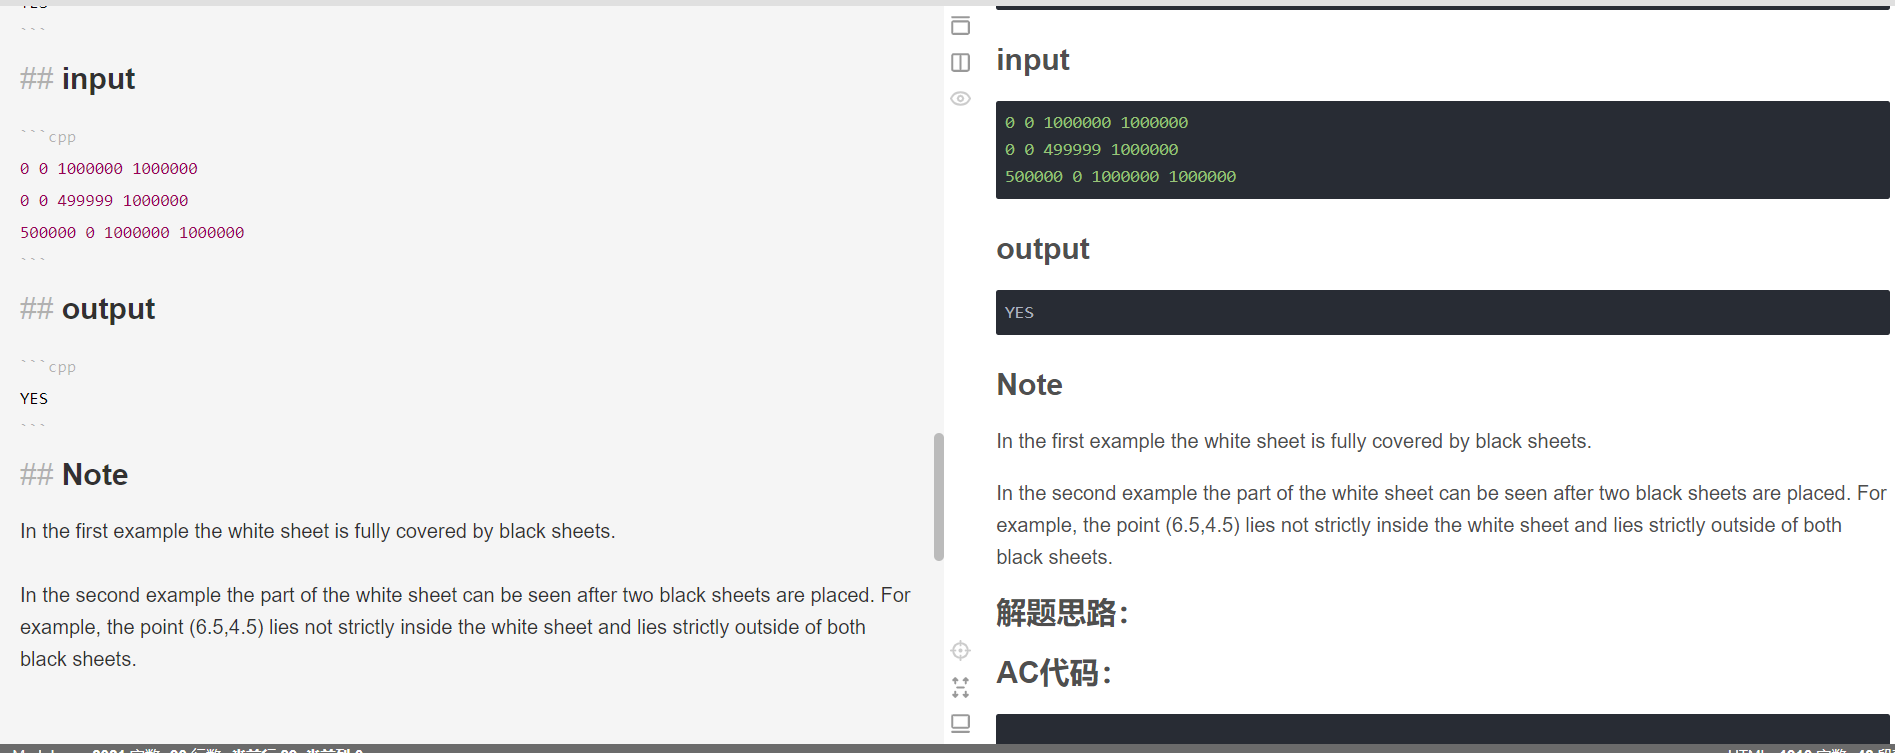 ```
## input
```cpp
0 0 1000000 1000000
0 0 499999 1000000
500000 0 1000000 1000000
```
## output
```cpp
YES
```
## Note
In the first example the white sheet is fully covered by black sheets.
In the second example the part of the white sheet can be seen after two black sheets are placed. For
example, the point (6.5,4.5) lies not strictly inside the white sheet and lies strictly outside of both
black sheets.
input
0 0 1000000 1000000
0 0 499999 1000000
500000 0 1000000 1000000
output
YES
Note
In the first example the white sheet is fully covered by black sheets.
In the second example the part of the white sheet can be seen after two black sheets are placed. For
example, the point (6.5,4.5) lies not strictly inside the white sheet and lies strictly outside of both
black sheets.
解题思路：
AC代码：